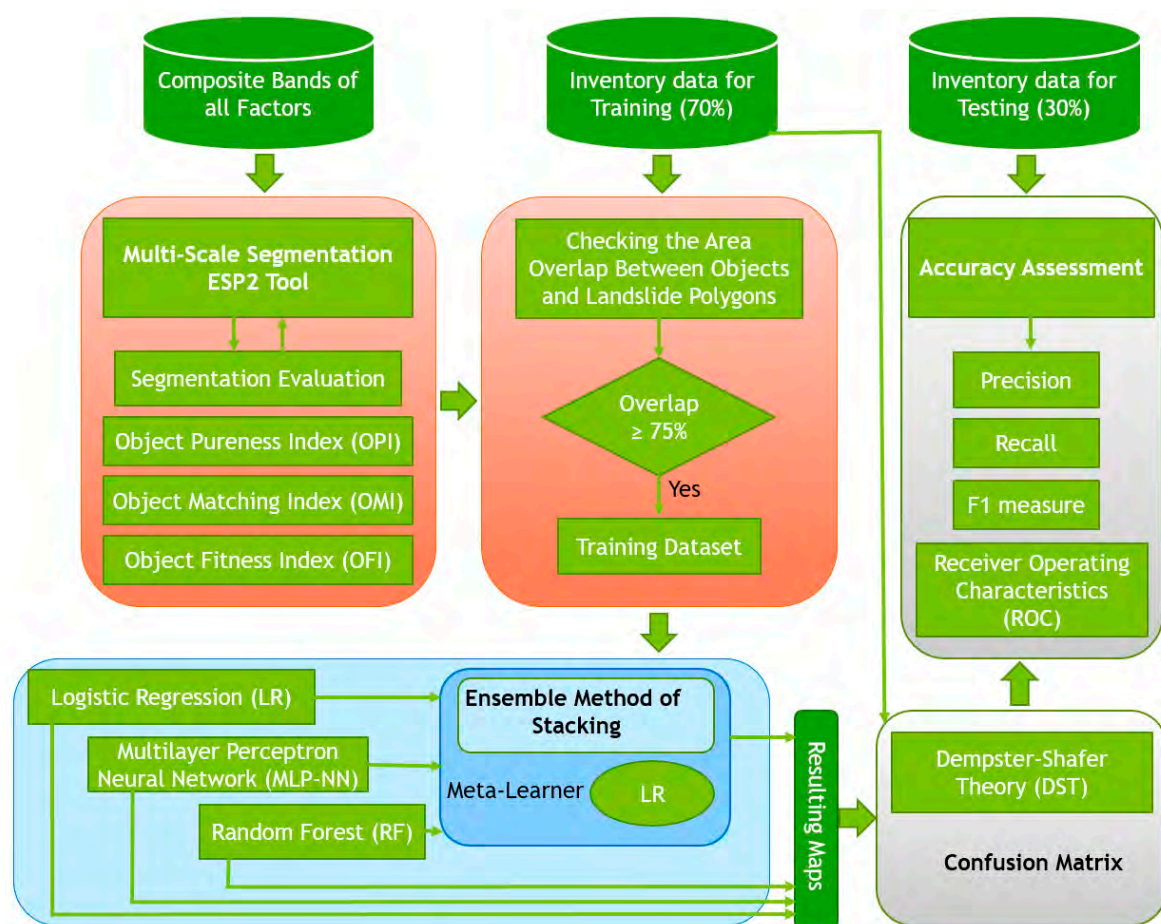 Composite Bands of
all Factors
Inventory data for
Training (70%)
Inventory data for
Testing (30%)
Multi-Scale Segmentation
ESP2 Tool
Segmentation Evaluation
Object Pureness Index (OPI)
Object Matching Index (OMI)
Object Fitness Index (OFI)
Checking the Area
Overlap Between Objects
and Landslide Polygons
Overlap
≥ 75%
Yes
Training Dataset
Accuracy Assessment
Precision
Recall
F1 measure
Receiver Operating
Characteristics
(ROC)
Logistic Regression (LR)
Multilayer Perceptron
Neural Network (MLP-NN)
Random Forest (RF)
Ensemble Method of
Stacking
Meta-Learner
LR
Resulting Maps
Dempster-Shafer
Theory (DST)
Confusion Matrix